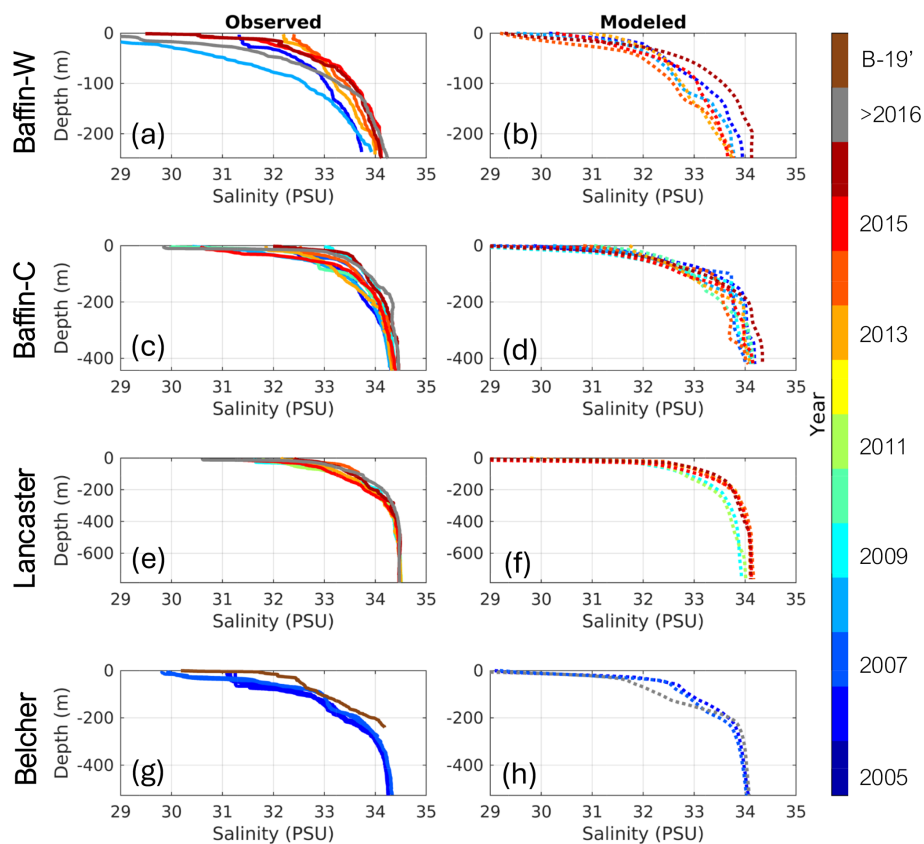 Observed
Modeled
Baffin-W
Depth (m)
0
-100
-200
(a)
29 30 31 32 33 34 35
Salinity (PSU)
0
-100
-200
(b)
29 30 31 32 33 34 35
Salinity (PSU)
Baffin-C
Depth (m)
0
-200
-400
(c)
29 30 31 32 33 34 35
Salinity (PSU)
0
-200
-400
(d)
29 30 31 32 33 34 35
Salinity (PSU)
Lancaster
Depth (m)
0
-200
-400
-600
(e)
29 30 31 32 33 34 35
Salinity (PSU)
0
-200
-400
-600
(f)
29 30 31 32 33 34 35
Salinity (PSU)
Belcher
Depth (m)
0
-200
-400
(g)
29 30 31 32 33 34 35
Salinity (PSU)
0
-200
-400
(h)
29 30 31 32 33 34 35
Salinity (PSU)
Year
B-19’
>2016
2015
2013
2011
2009
2007
2005